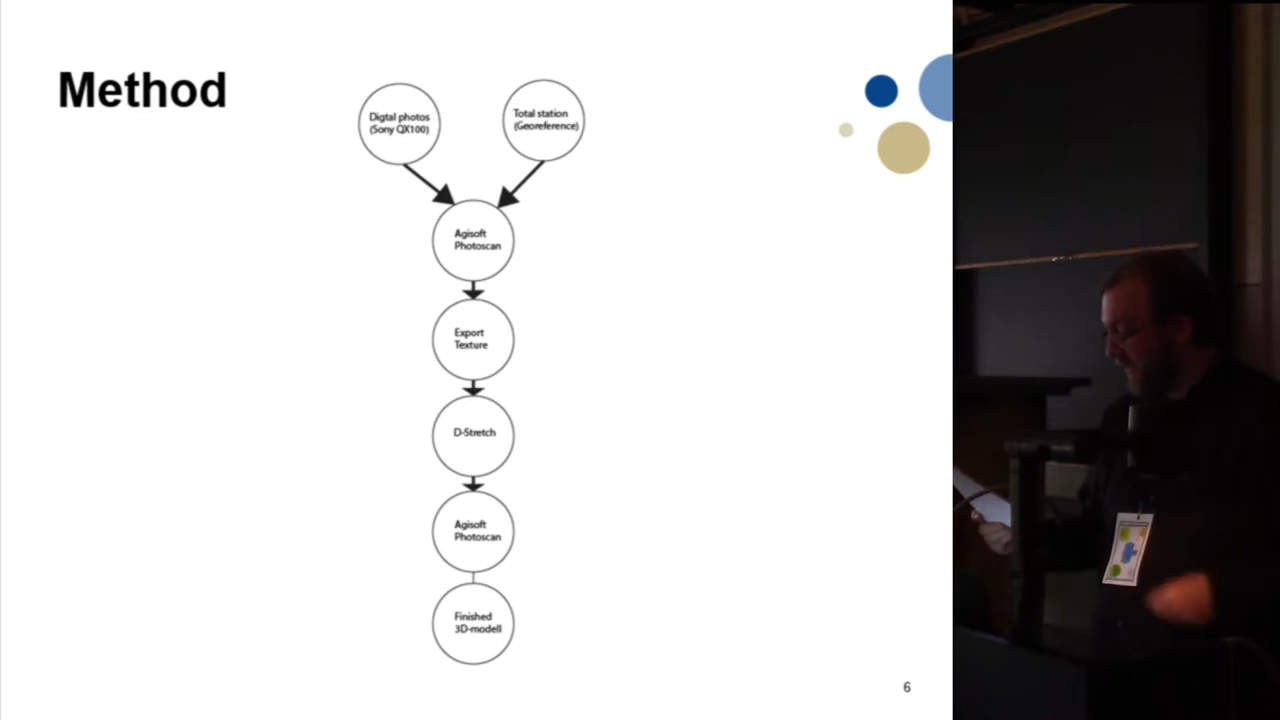 Method
Digtal photos
(Sony QX100)
Total station
(Georeference)
Agisoft
Photoscan
Export
Texture
D-Stretch
Agisoft
Photoscan
Finished
3D-modell
6